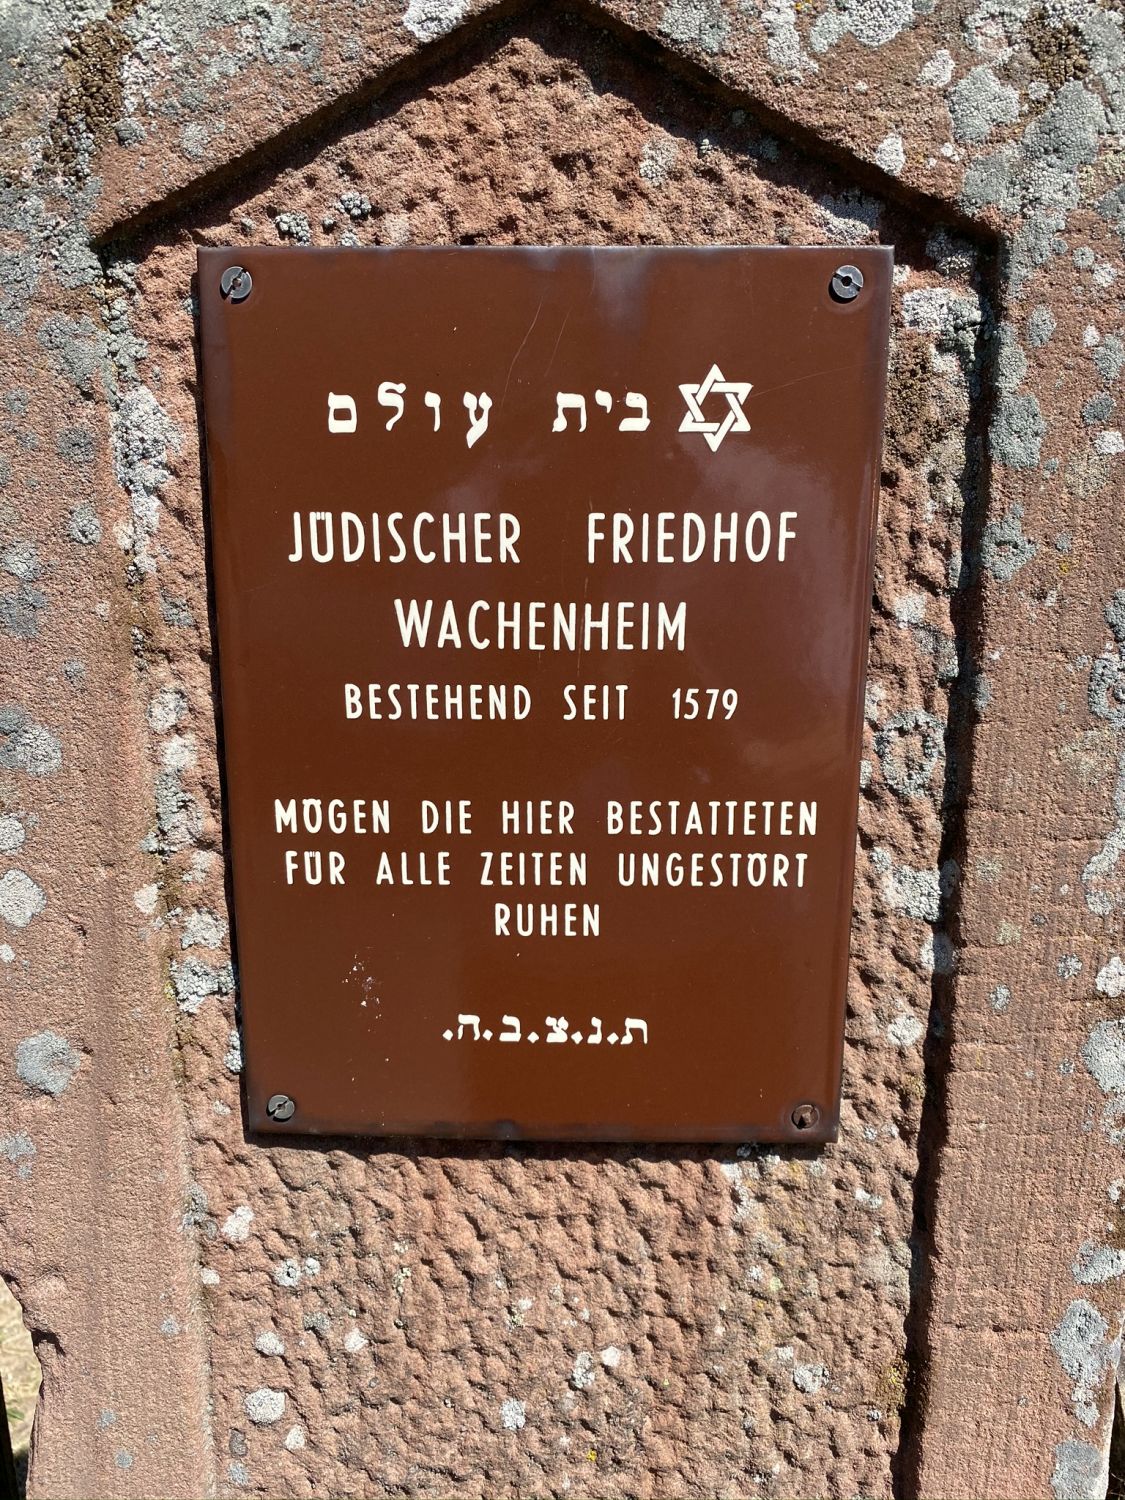 בית עולם
JÜDISCHER FRIEDHOF
WACHENHEIM
BESTEHEND SEIT 1579
MÖGEN DIE HIER BESTATTETEN
FÜR ALLE ZEITEN UNGESTÖRT
RUHEN
ת.נ.צ.ב.ה.